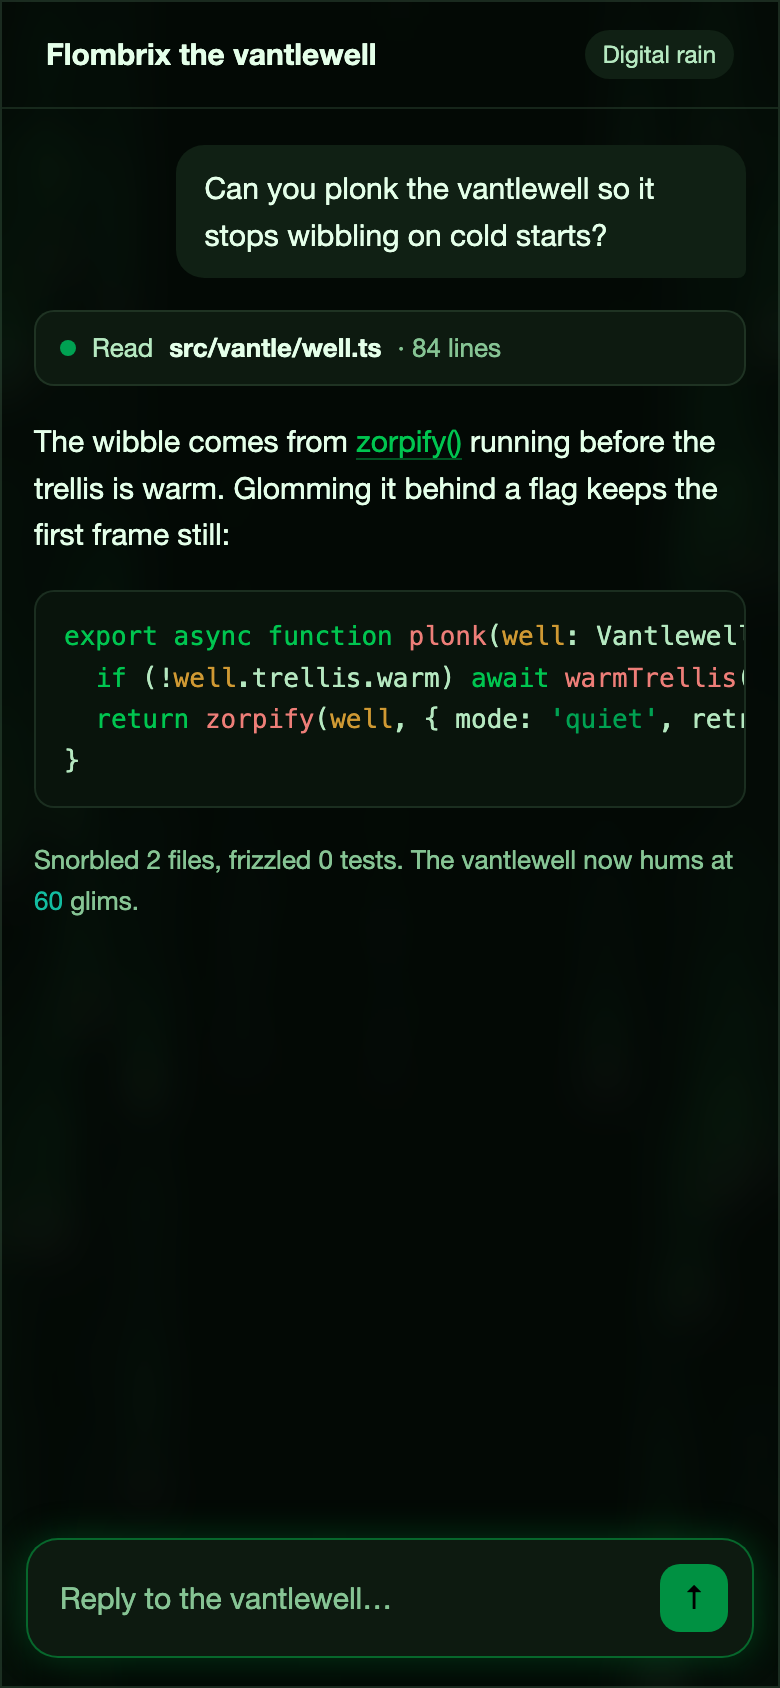 Flombrix the vantlewell
Digital rain
Can you plonk the vantlewell so it
stops wibbling on cold starts?
Read src/vantle/well.ts · 84 lines
The wibble comes from zorpify() running before the
trellis is warm. Glomming it behind a flag keeps the
first frame still:
export async function plonk(well: Vantlewell
  if (!well.trellis.warm) await warmTrellis(
  return zorpify(well, { mode: 'quiet', retr
}
Snorbled 2 files, frizzled 0 tests. The vantlewell now hums at
60 glims.
Reply to the vantlewell…
↑